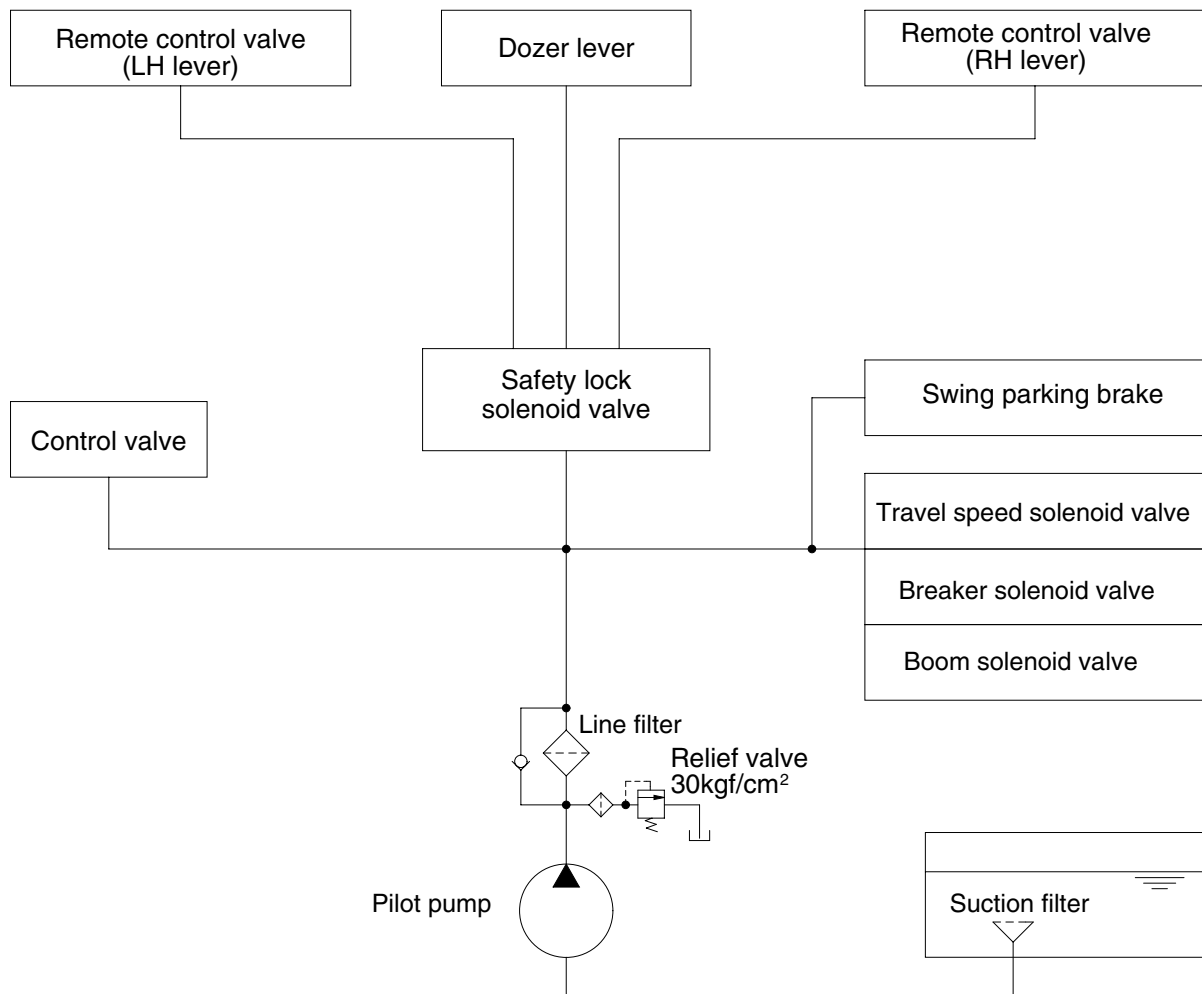 Remote control valve
(LH lever)
Dozer lever
Remote control valve
(RH lever)
Safety lock
solenoid valve
Swing parking brake
Control valve
Travel speed solenoid valve
Breaker solenoid valve
Boom solenoid valve
Line filter
Relief valve
30kgf/cm²
Pilot pump
Suction filter